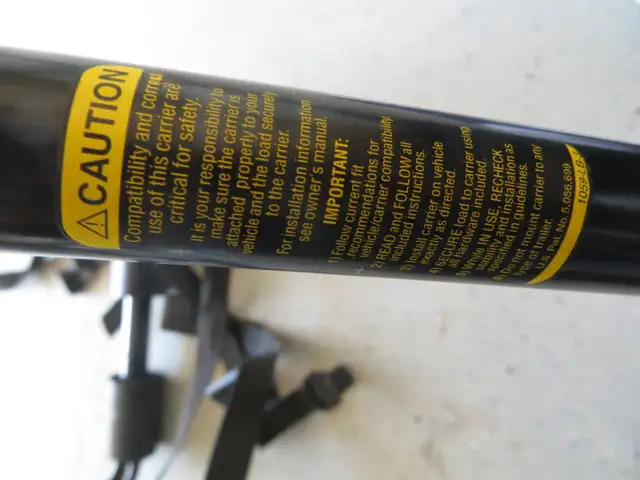 ⚠CAUTION
Compatibility and correct
use of this carrier are
critical for safety.
It is your responsibility to
make sure the carrier is
attached properly to your
vehicle and the load securely
to the carrier.
For installation information
see owner's manual.
IMPORTANT:
1) Follow current fit
recommendations for
vehicle/carrier compatibility.
2) READ and FOLLOW all
included instructions.
3) Install carrier on vehicle
exactly as directed.
4) SECURE load to carrier using
all hardware included.
5) While IN USE, RECHECK
stability and installation as
specified in guidelines.
6) Do not mount carrier to any
type of trailer.
U.S. Pat No. 5,056,699
1059-LB-